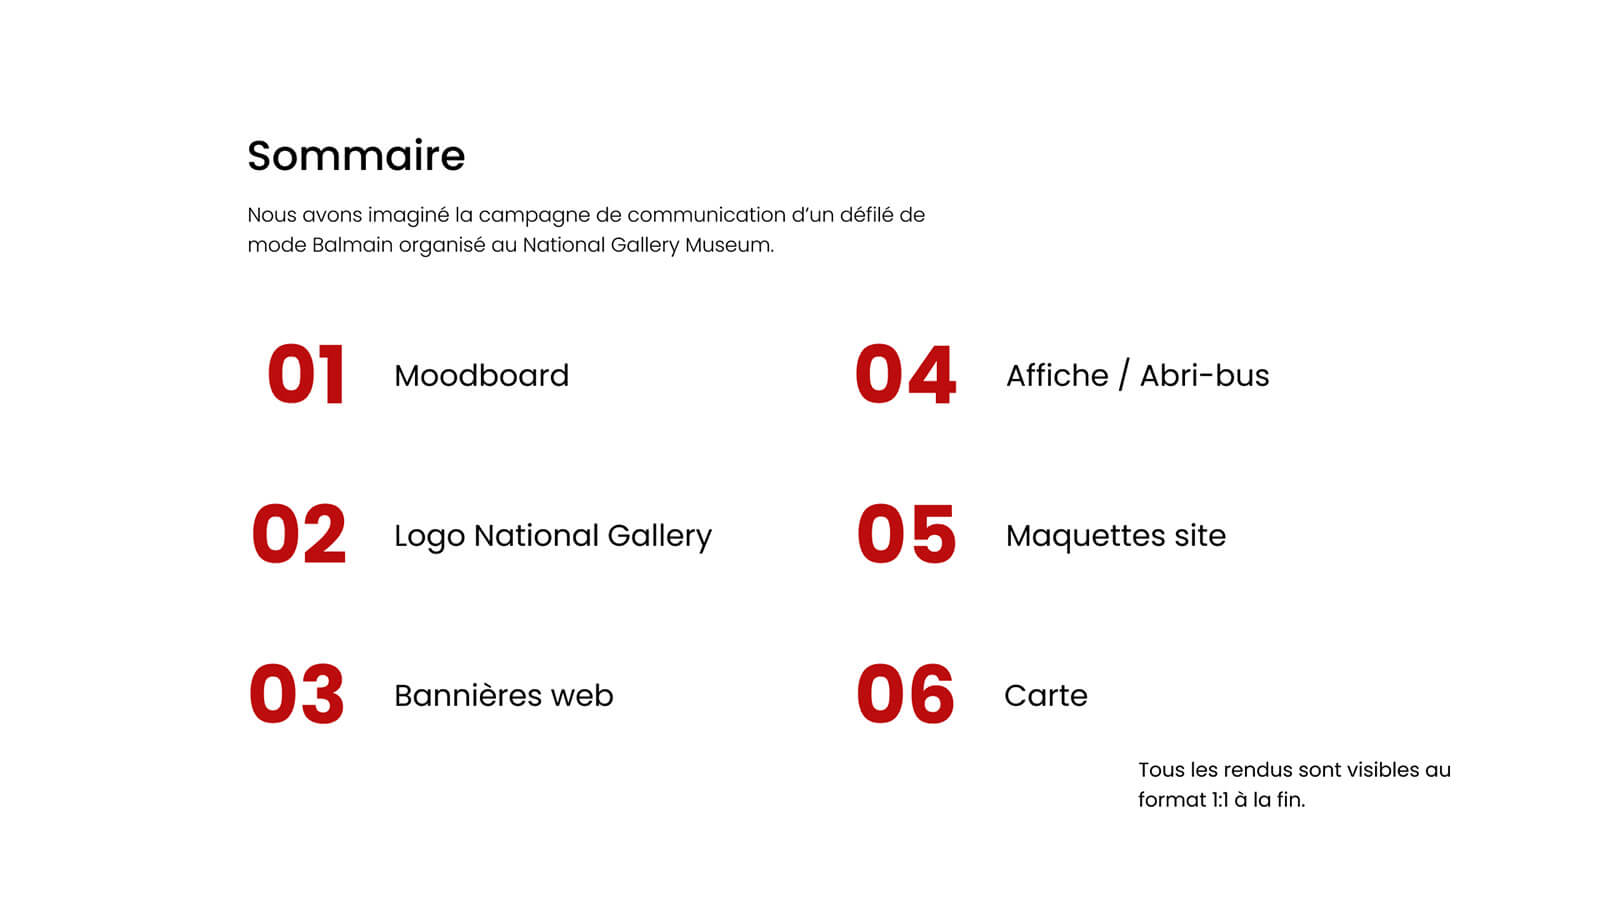 Sommaire
Nous avons imaginé la campagne de communication d’un défilé de
mode Balmain organisé au National Gallery Museum.
01 Moodboard
02 Logo National Gallery
03 Bannières web
04 Affiche / Abri-bus
05 Maquettes site
06 Carte
Tous les rendus sont visibles au
format 1:1 à la fin.